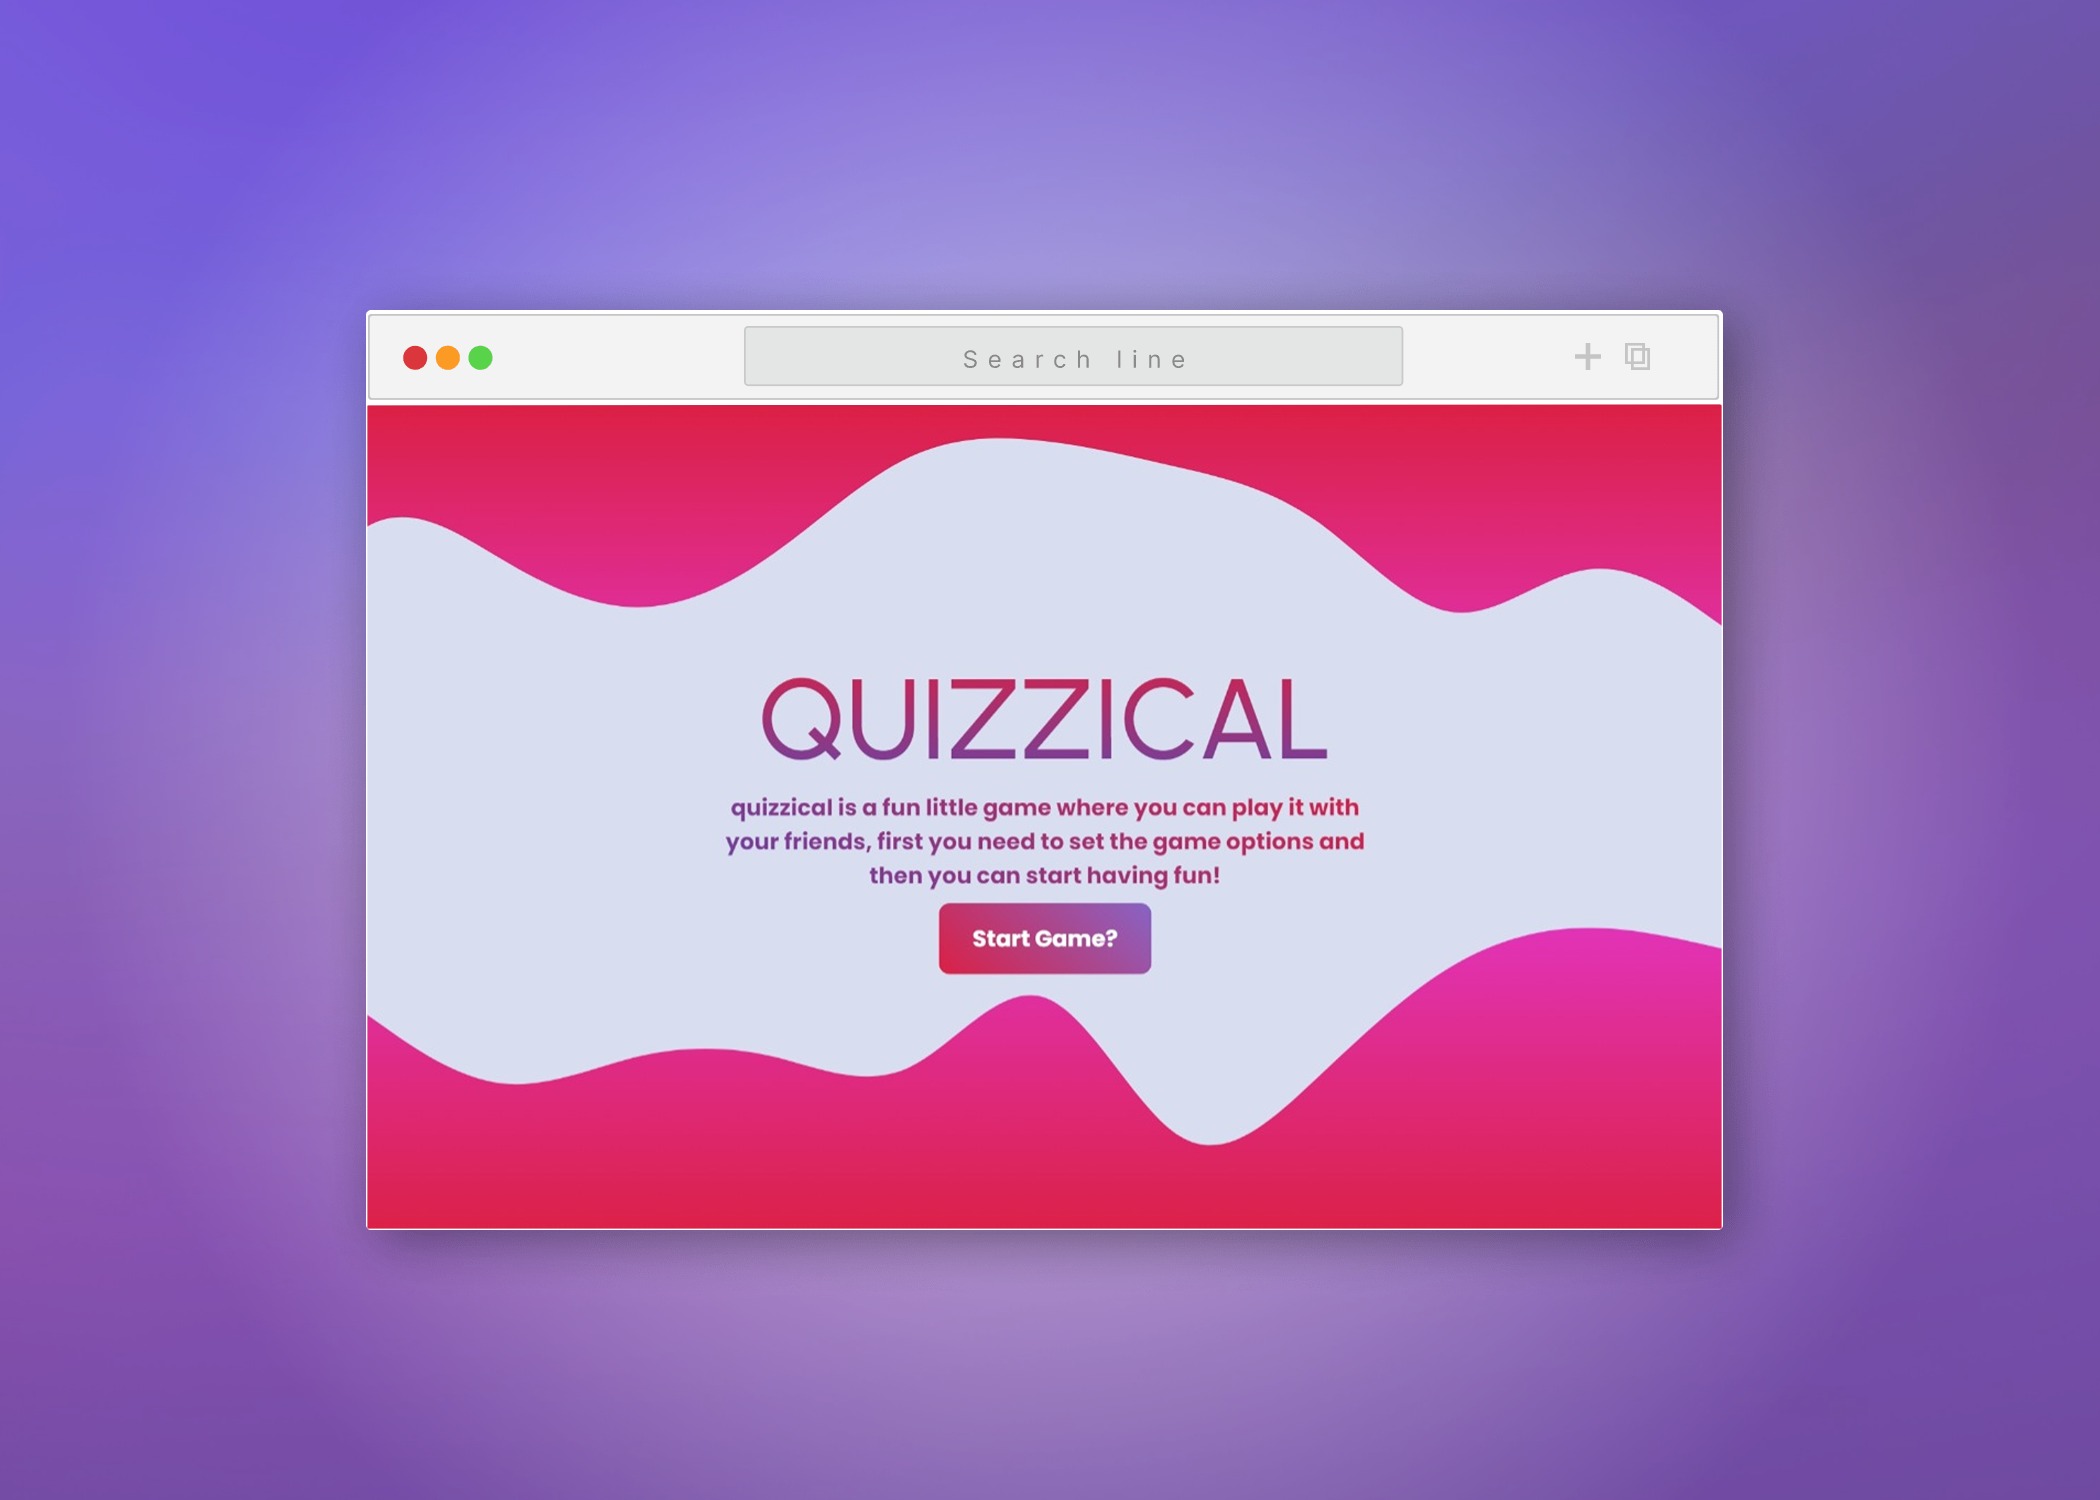 Search line
QUIZZICAL
quizzical is a fun little game where you can play it with
your friends, first you need to set the game options and
then you can start having fun!
Start Game?